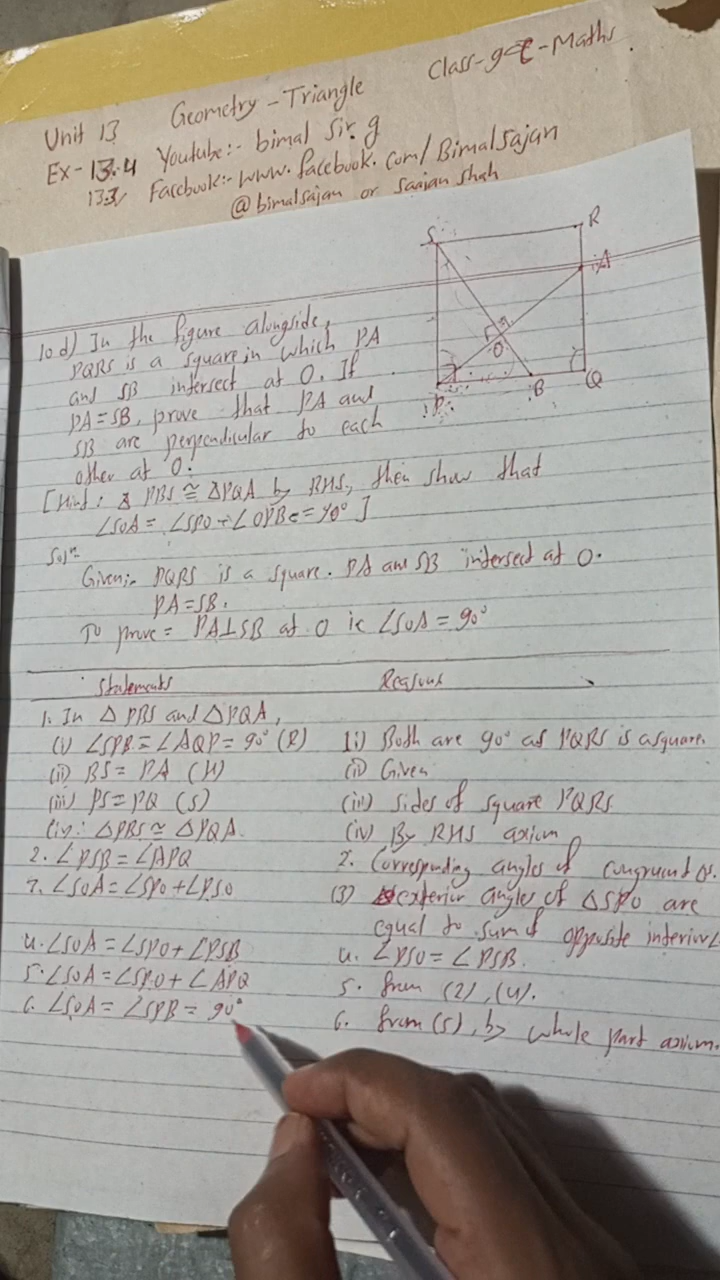 Unit 13 Geometry - Triangle Class-9 - Maths
Ex-13.4 Youtube:- bimal sir. g
13.3/ Facebook:- www.facebook.com/Bimalsajan
@bimalsajan or sajan shah
S R
A
O
P B Q
10.d) In the figure alongside,
PQRS is a square in which PA
and SB intersect at O. If
PA=SB, prove that PA and
SB are perpendicular to each
other at O.
[Hint: Δ PBS ≅ ΔPQA by RHS, then show that
∠SOA = ∠SPO + ∠OPB = 90° ]
Solⁿ
Given:- PQRS is a square. PA and SB intersect at O.
PA=SB.
To prove = PA⊥SB at O ie ∠SOA = 90°
Statements Reasons
1. In Δ PBS and ΔPQA,
(i) ∠SPB = ∠AQP = 90° (R) (i) Both are 90° as PQRS is a square.
(ii) BS = PA (H) (ii) Given
(iii) PS = PQ (S) (iii) sides of square PQRS
(iv) ∴ ΔPBS ≅ ΔPQA. (iv) By RHS axiom
2. ∠PSB = ∠APQ 2. Corresponding angles of congruent Δs.
3. ∠SOA = ∠SPO + ∠PSO (3) exterior angles of ΔSPO are
equal to sum of opposite interior ∠
4. ∠SOA = ∠SPO + ∠PSB 4. ∠PSO = ∠PSB.
5. ∠SOA = ∠SPO + ∠APQ 5. from (2), (4).
6. ∠SOA = ∠SPB = 90° 6. from (5), by whole part axiom.